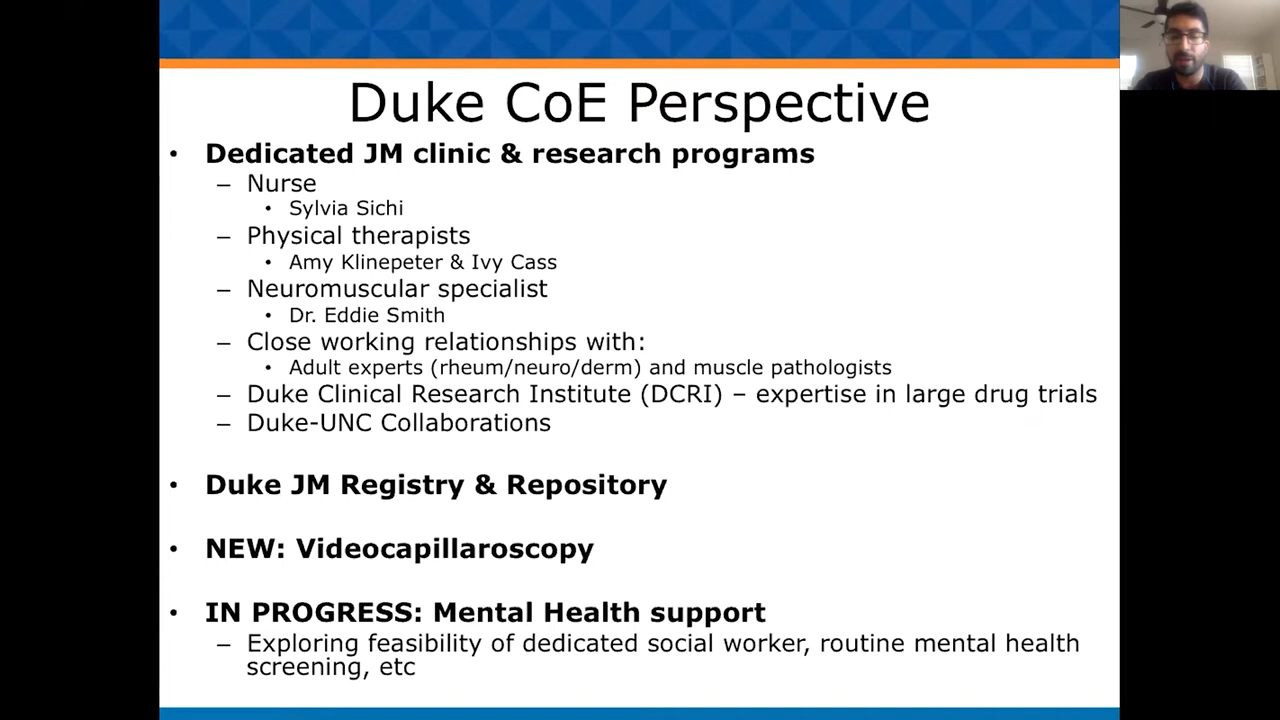 Duke CoE Perspective
• Dedicated JM clinic & research programs
– Nurse
• Sylvia Sichi
– Physical therapists
• Amy Klinepeter & Ivy Cass
– Neuromuscular specialist
• Dr. Eddie Smith
– Close working relationships with:
• Adult experts (rheum/neuro/derm) and muscle pathologists
– Duke Clinical Research Institute (DCRI) – expertise in large drug trials
– Duke-UNC Collaborations
• Duke JM Registry & Repository
• NEW: Videocapillaroscopy
• IN PROGRESS: Mental Health support
– Exploring feasibility of dedicated social worker, routine mental health
screening, etc